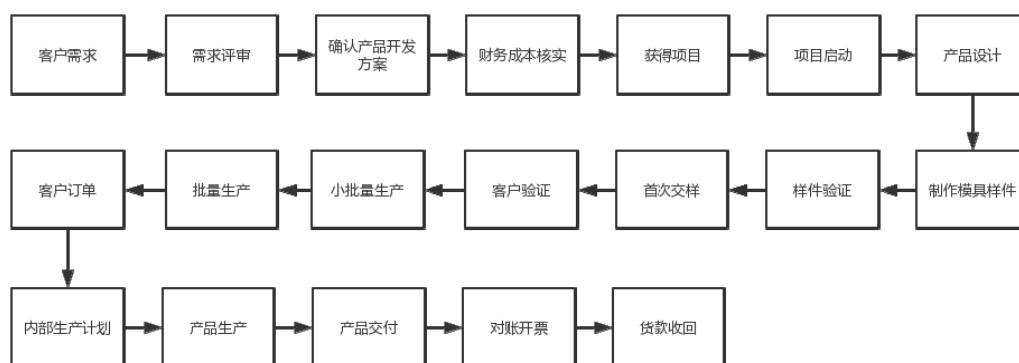 客户需求
需求评审
确认产品开发
方案
财务成本核实
获得项目
项目启动
产品设计
制作模具样件
样件验证
首次交样
客户验证
小批量生产
批量生产
客户订单
内部生产计划
产品生产
产品交付
对账开票
货款收回